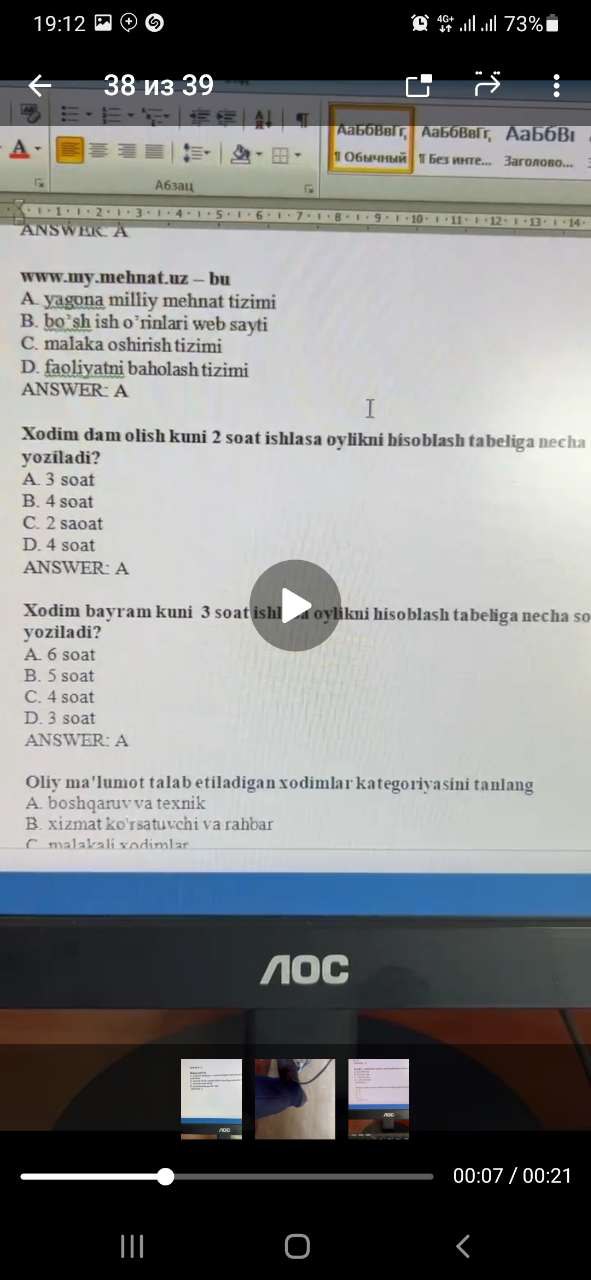 19:12
4G+
73%
38 из 39
АаБбВвГг, АаБбВвГг, АаБбВі
¶ Обычный ¶ Без инте... Заголово...
Абзац
1 2 3 4 5 6 7 8 9 10 11 12 13 14
ANSWER: A
www.my.mehnat.uz – bu
A. yagona milliy mehnat tizimi
B. bo'sh ish o'rinlari web sayti
C. malaka oshirish tizimi
D. faoliyatni baholash tizimi
ANSWER: A
Xodim dam olish kuni 2 soat ishlasa oylikni hisoblash tabeliga necha
yoziladi?
A. 3 soat
B. 4 soat
C. 2 saoat
D. 4 soat
ANSWER: A
Xodim bayram kuni 3 soat oylikni hisoblash tabeliga necha so
yoziladi?
A. 6 soat
B. 5 soat
C. 4 soat
D. 3 soat
ANSWER: A
Oliy ma'lumot talab etiladigan xodimlar kategoriyasini tanlang
A. boshqaruv va texnik
B. xizmat ko'rsatuvchi va rahbar
C. malakali xodimlar
AOC
00:07 / 00:21